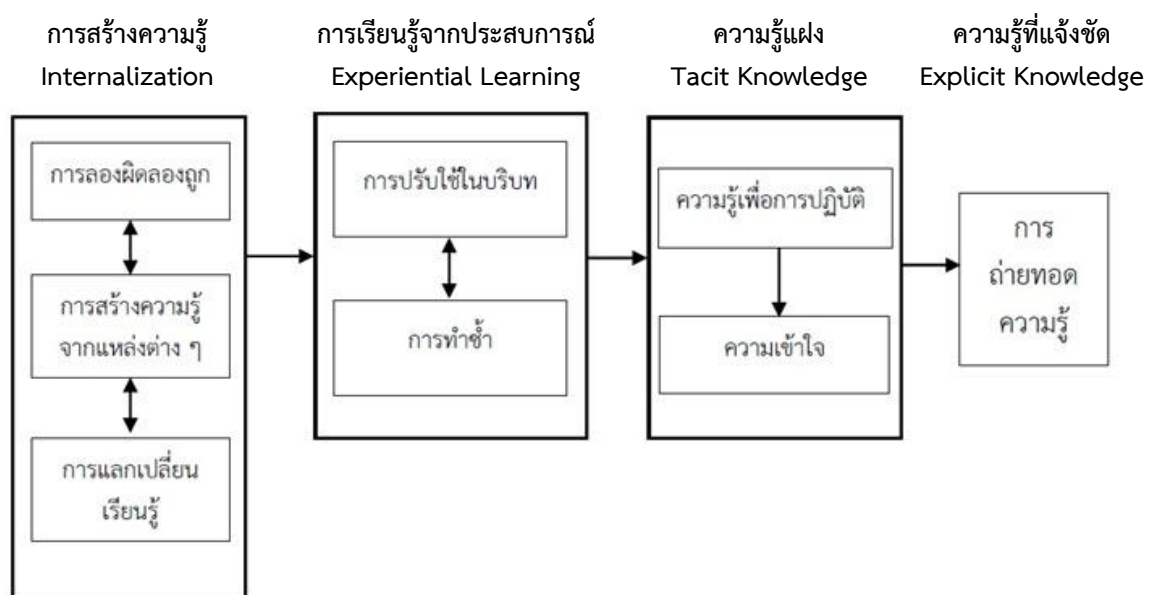 การสร้างความรู้
Internalization
การเรียนรู้จากประสบการณ์
Experiential Learning
ความรู้แฝง
Tacit Knowledge
ความรู้ที่แจ้งชัด
Explicit Knowledge
การลองผิดลองถูก
การสร้างความรู้
จากแหล่งต่าง ๆ
การแลกเปลี่ยน
เรียนรู้
การปรับใช้ในบริบท
การทำซ้ำ
ความรู้เพื่อการปฏิบัติ
ความเข้าใจ
การ
ถ่ายทอด
ความรู้